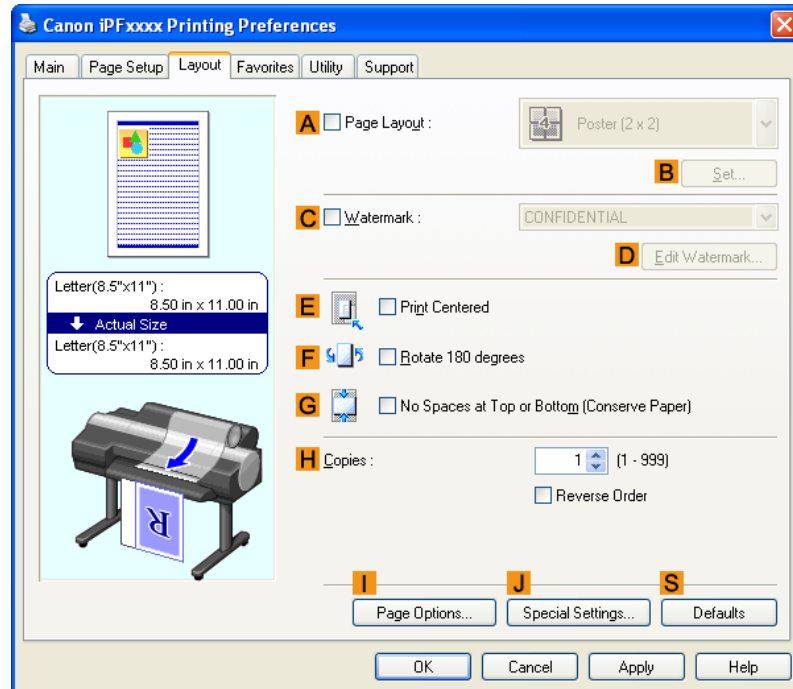 Canon iPFxxxx Printing Preferences
Main Page Setup Layout Favorites Utility Support
A Page Layout : 4 Poster (2 x 2)
B Set...
C Watermark : CONFIDENTIAL
D Edit Watermark...
Letter(8.5"x11") :
8.50 in x 11.00 in
Actual Size
Letter(8.5"x11") :
8.50 in x 11.00 in
E Print Centered
F Rotate 180 degrees
G No Spaces at Top or Bottom (Conserve Paper)
H Copies : 1 (1 - 999)
Reverse Order
R
I J S
Page Options... Special Settings... Defaults
OK Cancel Apply Help